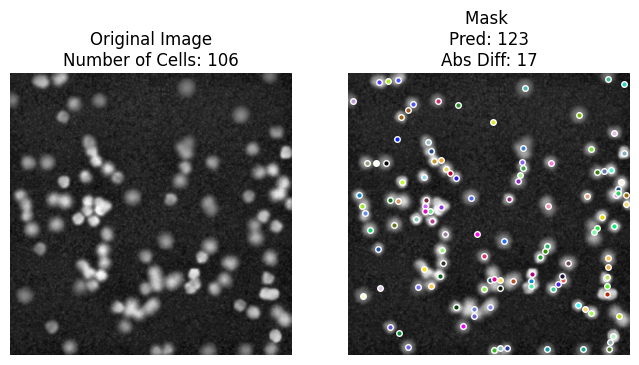 Original Image
Number of Cells: 106
Mask
Pred: 123
Abs Diff: 17